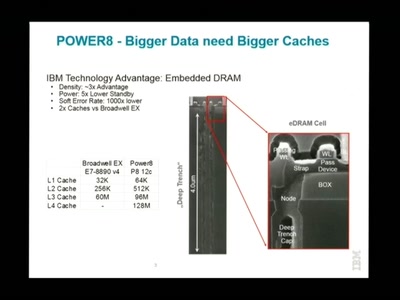 POWER8 - Bigger Data need Bigger Caches
IBM Technology Advantage: Embedded DRAM
• Density: ~3x Advantage
• Power: 5x Lower Standby
• Soft Error Rate: 1000x lower
• 2x Caches vs Broadwell EX
Broadwell EX Power8
E7-8890 v4 P8 12c
L1 Cache 32K 64K
L2 Cache 256K 512K
L3 Cache 60M 96M
L4 Cache - 128M
„Deep Trench“
4.0um
eDRAM Cell
WL
WL
Strap
Pass
Device
BOX
Node
Deep
Trench
Cap
IBM